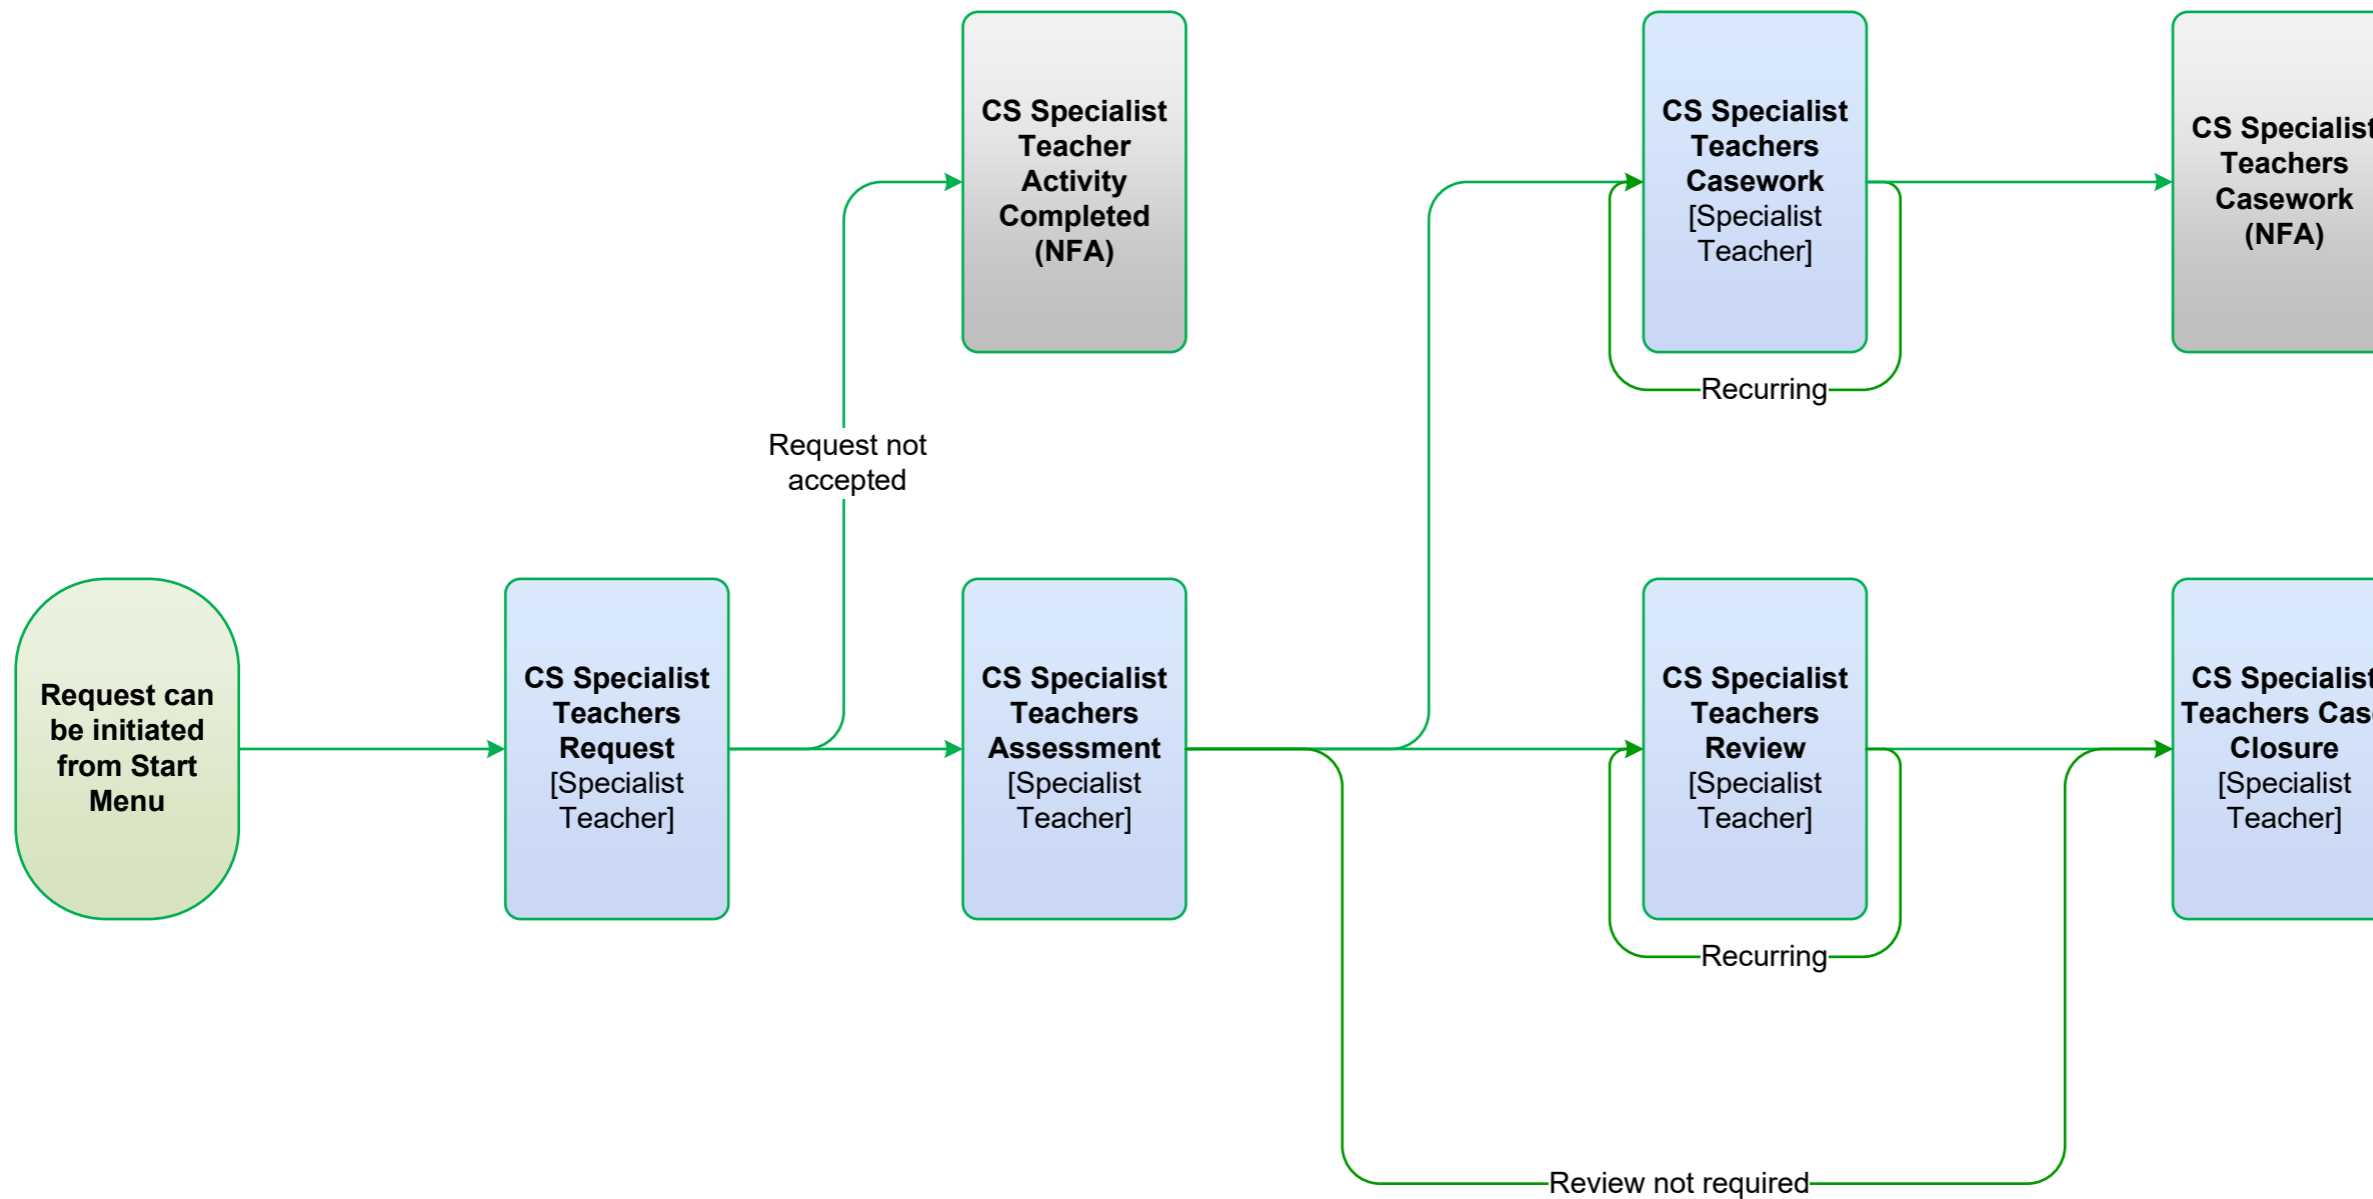 CS Specialist
Teacher
Activity
Completed
(NFA)
CS Specialist
Teachers
Casework
[Specialist
Teacher]
CS Specialist
Teachers
Casework
(NFA)
Recurring
Request not
accepted
Request can
be initiated
from Start
Menu
CS Specialist
Teachers
Request
[Specialist
Teacher]
CS Specialist
Teachers
Assessment
[Specialist
Teacher]
CS Specialist
Teachers
Review
[Specialist
Teacher]
CS Specialist
Teachers Case
Closure
[Specialist
Teacher]
Recurring
Review not required